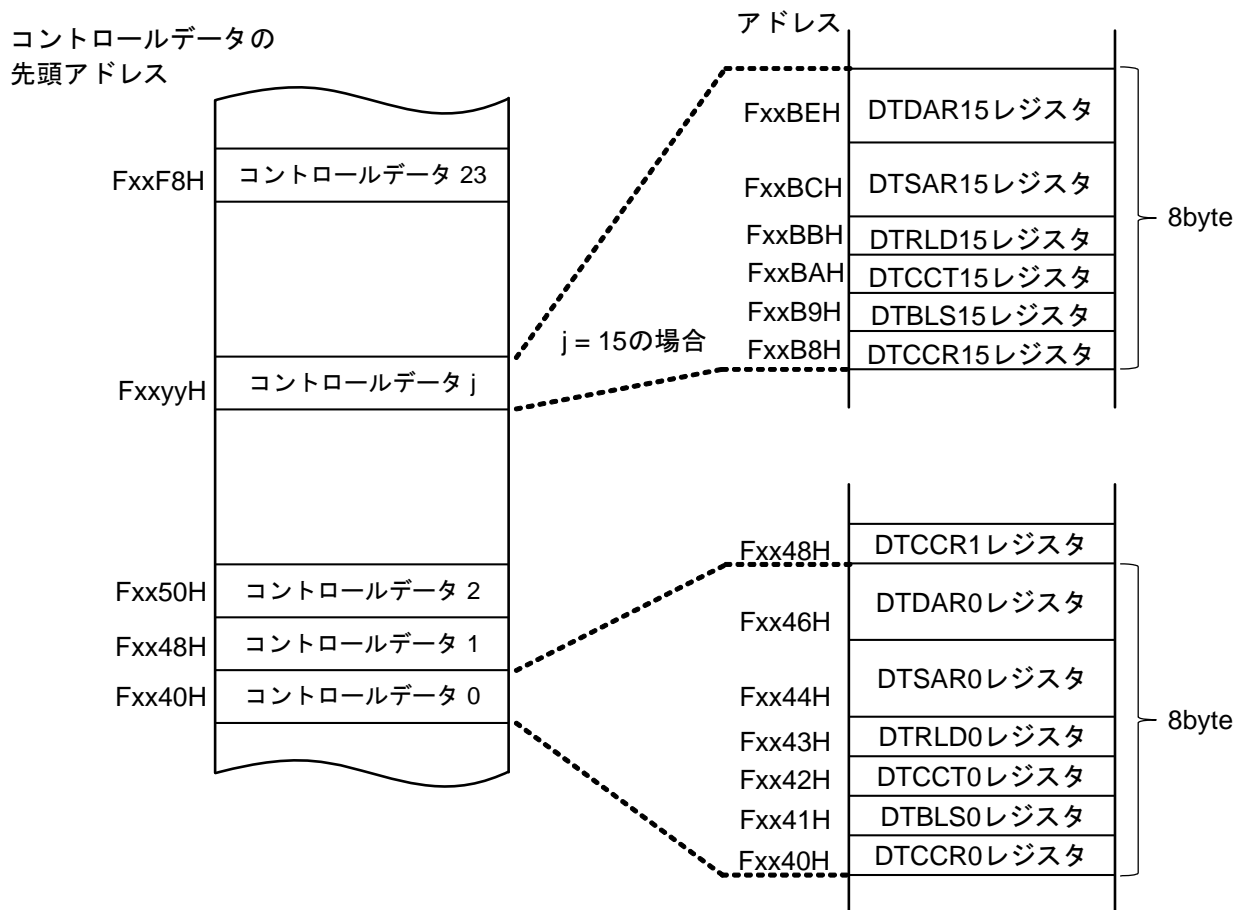 コントロールデータの
先頭アドレス
FxxF8H
コントロールデータ 23
FxxyyH
コントロールデータ j
Fxx50H
コントロールデータ 2
Fxx48H
コントロールデータ 1
Fxx40H
コントロールデータ 0
j = 15の場合
アドレス
FxxBEH
DTDAR15レジスタ
FxxBCH
DTSAR15レジスタ
FxxBBH
DTRLD15レジスタ
FxxBAH
DTCCT15レジスタ
FxxB9H
DTBLS15レジスタ
FxxB8H
DTCCR15レジスタ
8byte
Fxx48H
DTCCR1レジスタ
Fxx46H
DTDAR0レジスタ
Fxx44H
DTSAR0レジスタ
Fxx43H
DTRLD0レジスタ
Fxx42H
DTCCT0レジスタ
Fxx41H
DTBLS0レジスタ
Fxx40H
DTCCR0レジスタ
8byte